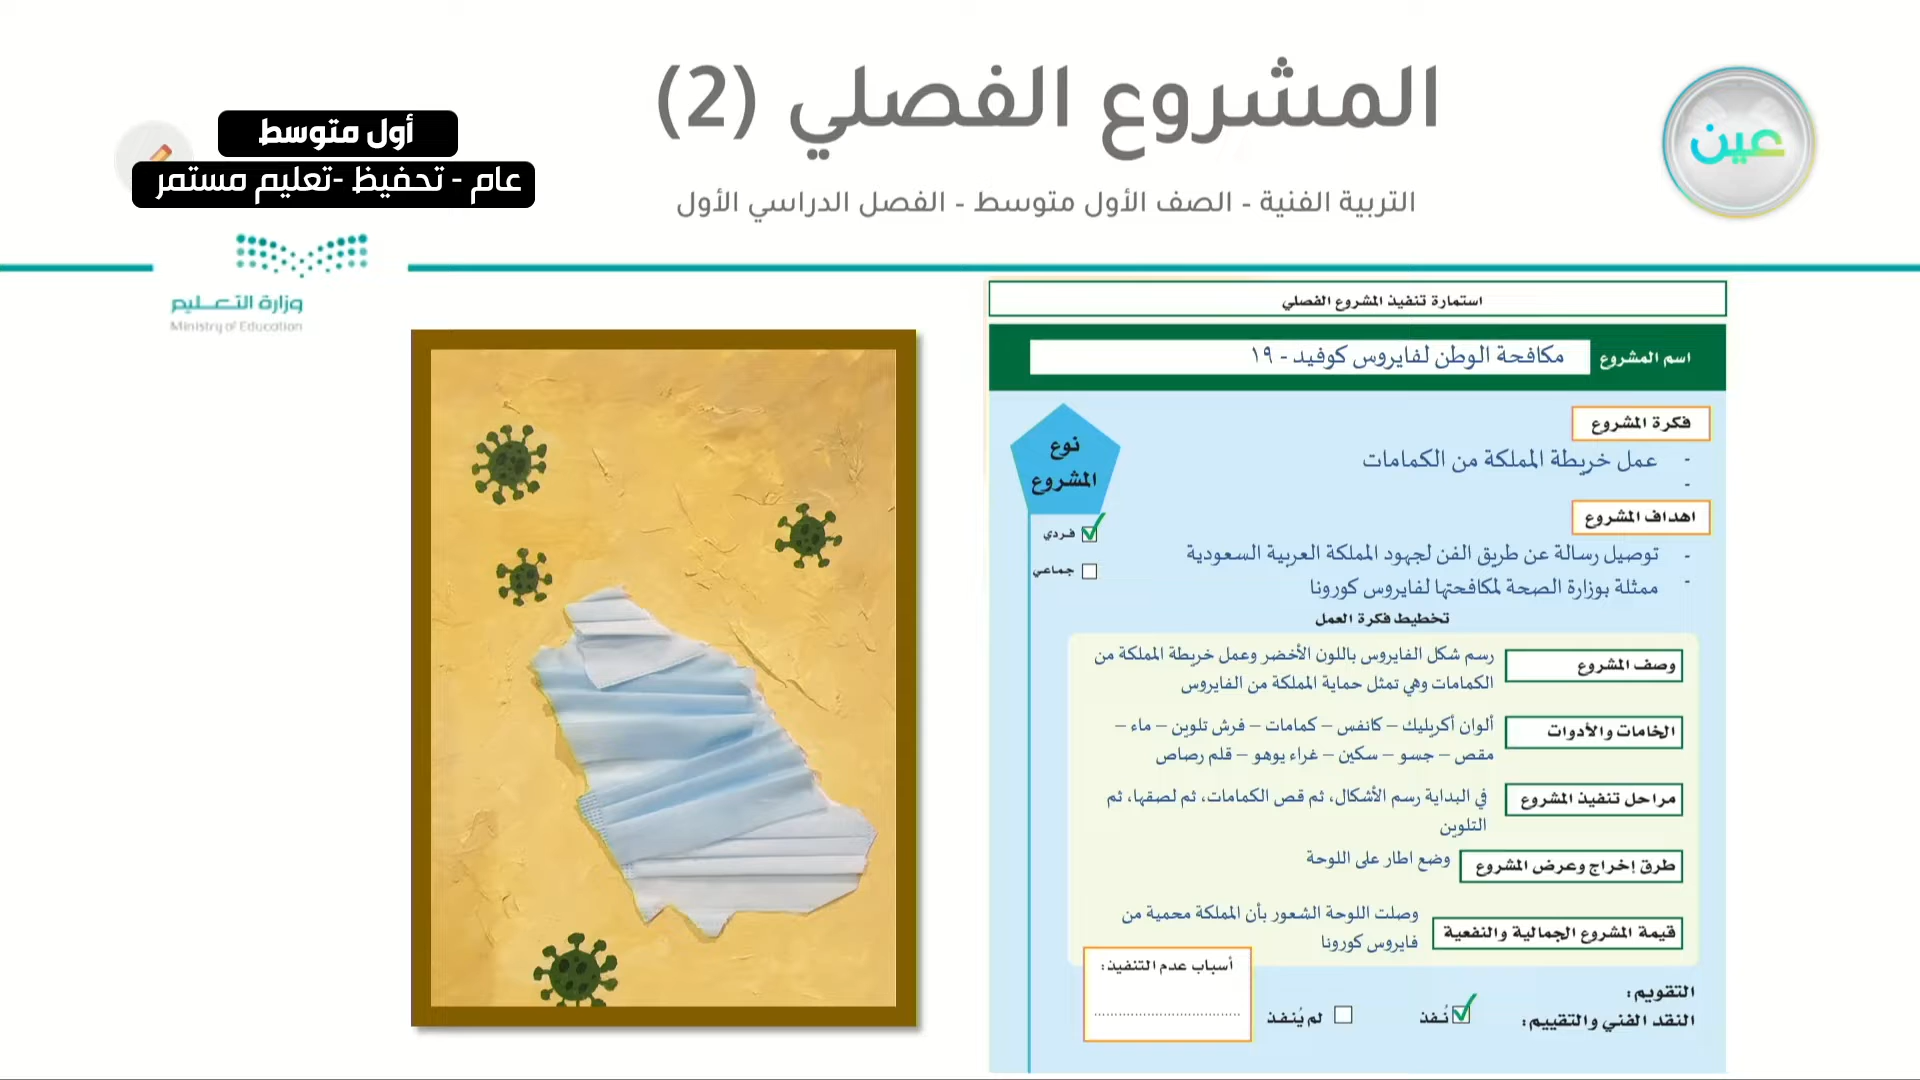 المشروع الفصلي (2)
التربية الفنية - الصف الأول متوسط - الفصل الدراسي الأول
عين
أول متوسط
عام - تحفيظ -تعليم مستمر
وزارة التعليم
Ministry of Education
استمارة تنفيذ المشروع الفصلي
اسم المشروع
مكافحة الوطن لفايروس كوفيد - ١٩
فكرة المشروع
- عمل خريطة المملكة من الكمامات
-
نوع
المشروع
فردي
جماعي
اهداف المشروع
- توصيل رسالة عن طريق الفن لجهود المملكة العربية السعودية
- ممثلة بوزارة الصحة لمكافحتها لفايروس كورونا
تخطيط فكرة العمل
وصف المشروع
رسم شكل الفايروس باللون الأخضر وعمل خريطة المملكة من
الكمامات وهي تمثل حماية المملكة من الفايروس
الخامات والأدوات
ألوان أكريليك – كانفس – كمامات – فرش تلوين – ماء –
مقص – جسو – سكين – غراء يوهو – قلم رصاص
مراحل تنفيذ المشروع
في البداية رسم الأشكال، ثم قص الكمامات، ثم لصقها، ثم
التلوين
طرق إخراج وعرض المشروع
وضع اطار على اللوحة
قيمة المشروع الجمالية والنفعية
وصلت اللوحة الشعور بأن المملكة محمية من
فايروس كورونا
التقويم:
النقد الفني والتقييم:
نُفذ
لم يُنفذ
أسباب عدم التنفيذ: